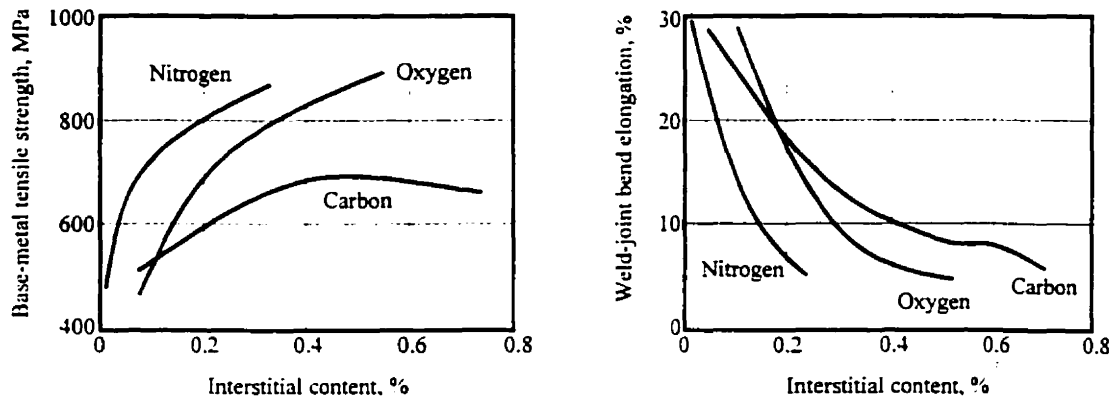 Base-metal tensile strength, MPa
1000
800
600
400
Nitrogen
Oxygen
Carbon
0
0.2
0.4
0.6
0.8
Interstitial content, %
Weld-joint bend elongation, %
30
20
10
0
Nitrogen
Oxygen
Carbon
0
0.2
0.4
0.6
0.8
Interstitial content, %